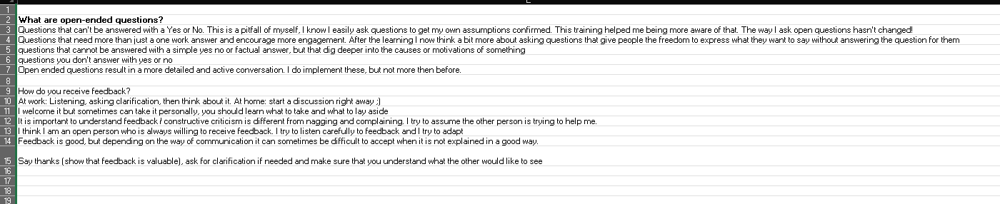 1
2 What are open-ended questions?
3 Questions that can't be answered with a Yes or No. This is a pitfall of myself, I know I easily ask questions to get my own assumptions confirmed. This training helped me being more aware of that. The way I ask open questions hasn't changed!
4 Questions that need more than just a one work answer and encourage more engagement. After the learning I now think a bit more about asking questions that give people the freedom to express what they want to say without answering the question for them
5 questions that cannot be answered with a simple yes no or factual answer, but that dig deeper into the causes or motivations of something
6 questions you don't answer with yes or no
7 Open ended questions result in a more detailed and active conversation. I do implement these, but not more then before.
8
9 How do you receive feedback?
10 At work: Listening, asking clarification, then think about it. At home: start a discussion right away ;)
11 I welcome it but sometimes can take it personally, you should learn what to take and what to lay aside
12 It is important to understand feedback / constructive criticism is different from nagging and complaining. I try to assume the other person is trying to help me.
13 I think I am an open person who is always willing to receive feedback. I try to listen carefully to feedback and I try to adapt
14 Feedback is good, but depending on the way of communication it can sometimes be difficult to accept when it is not explained in a good way.
15 Say thanks (show that feedback is valuable), ask for clarification if needed and make sure that you understand what the other would like to see
16
17
18
19